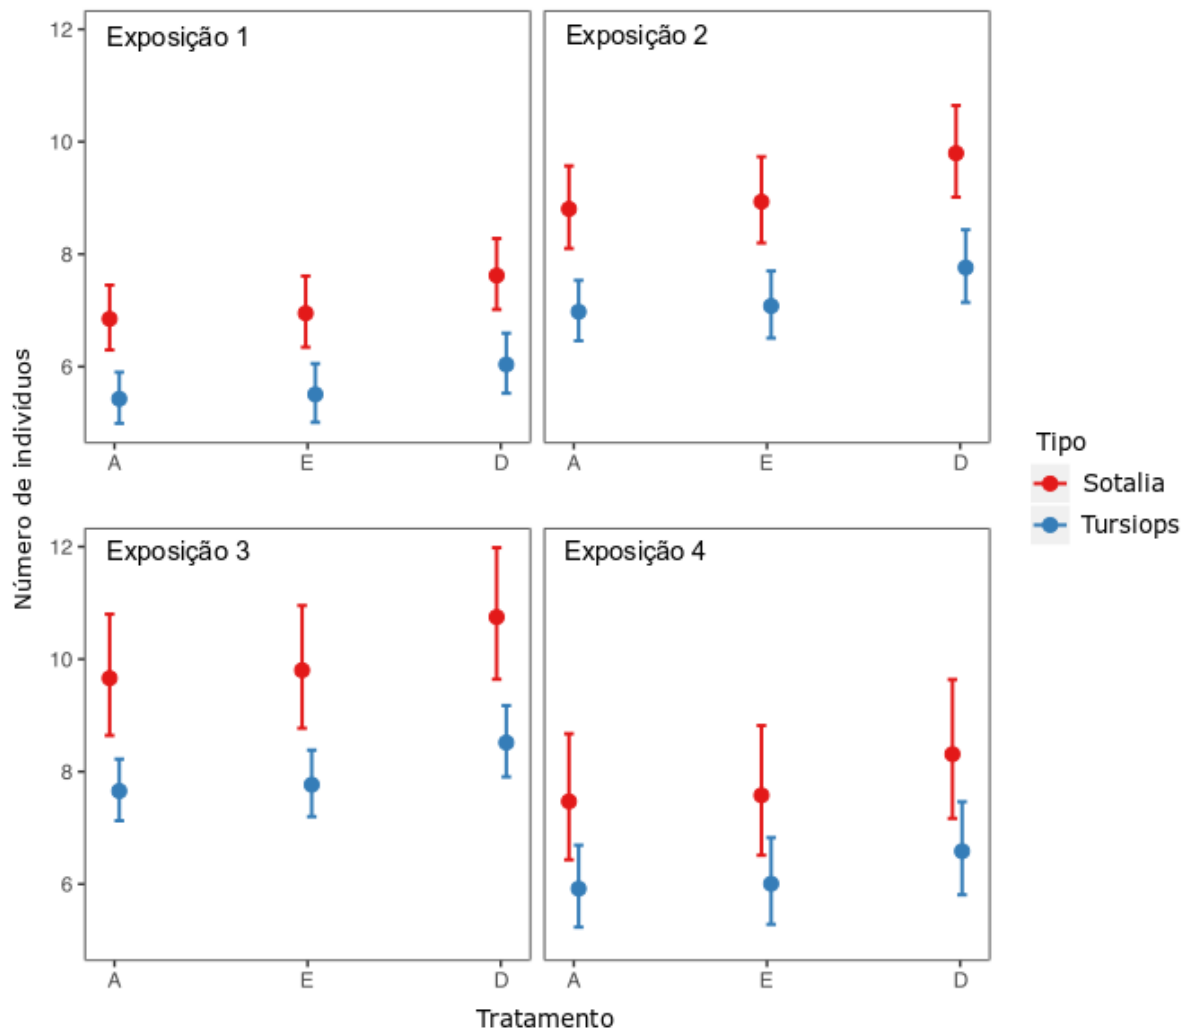 Exposição 1
Exposição 2
12
10
8
6
A
E
D
A
E
D
Número de indivíduos
Tipo
Sotalia
Tursiops
Exposição 3
Exposição 4
12
10
8
6
A
E
D
A
E
D
Tratamento